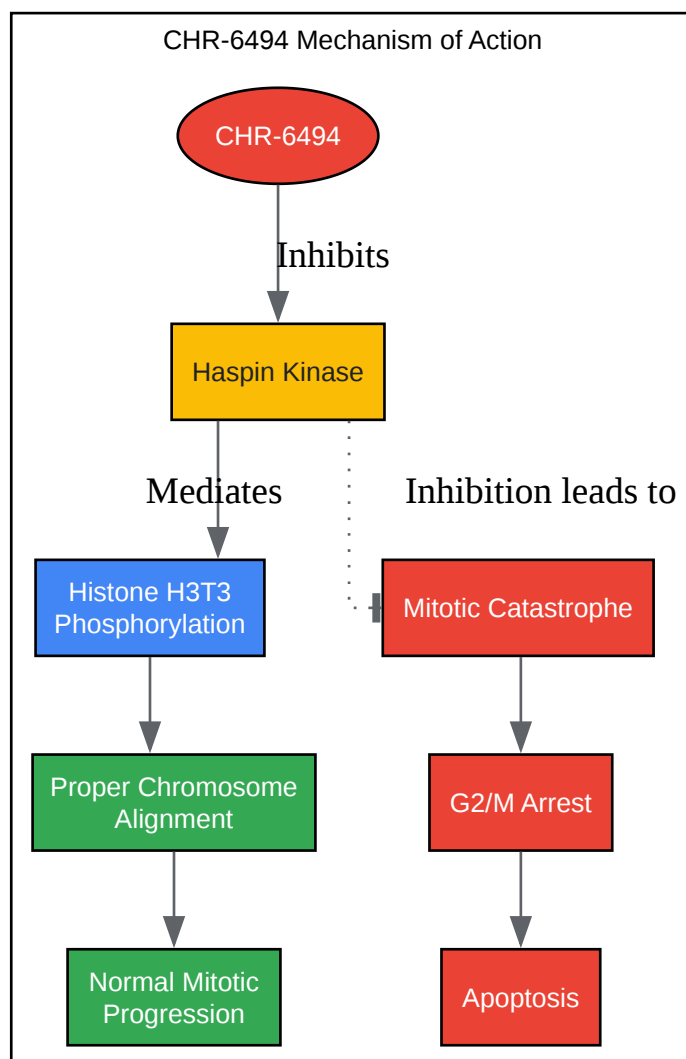 CHR-6494 Mechanism of Action
CHR-6494
Inhibits
Haspin Kinase
Mediates
Inhibition leads to
Histone H3T3
Phosphorylation
Mitotic Catastrophe
Proper Chromosome
Alignment
G2/M Arrest
Normal Mitotic
Progression
Apoptosis